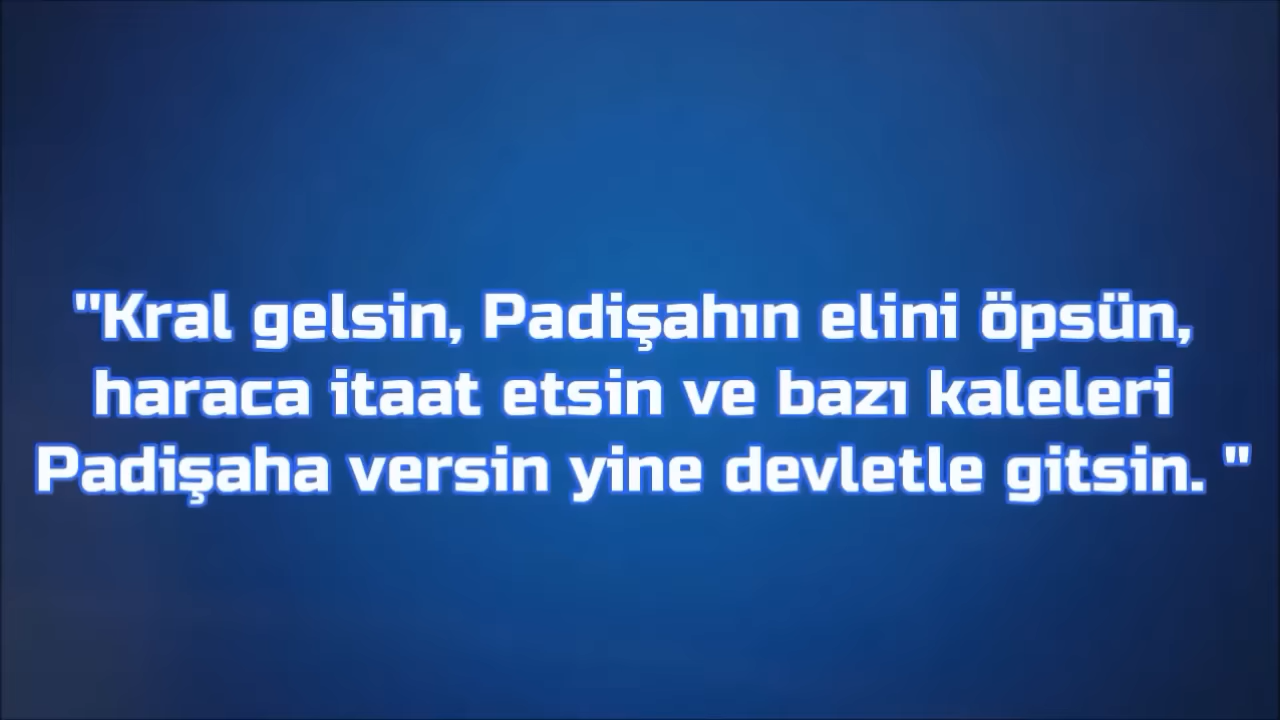 "Kral gelsin, Padişahın elini öpsün,
haraca itaat etsin ve bazı kaleleri
Padişaha versin yine devletle gitsin. "